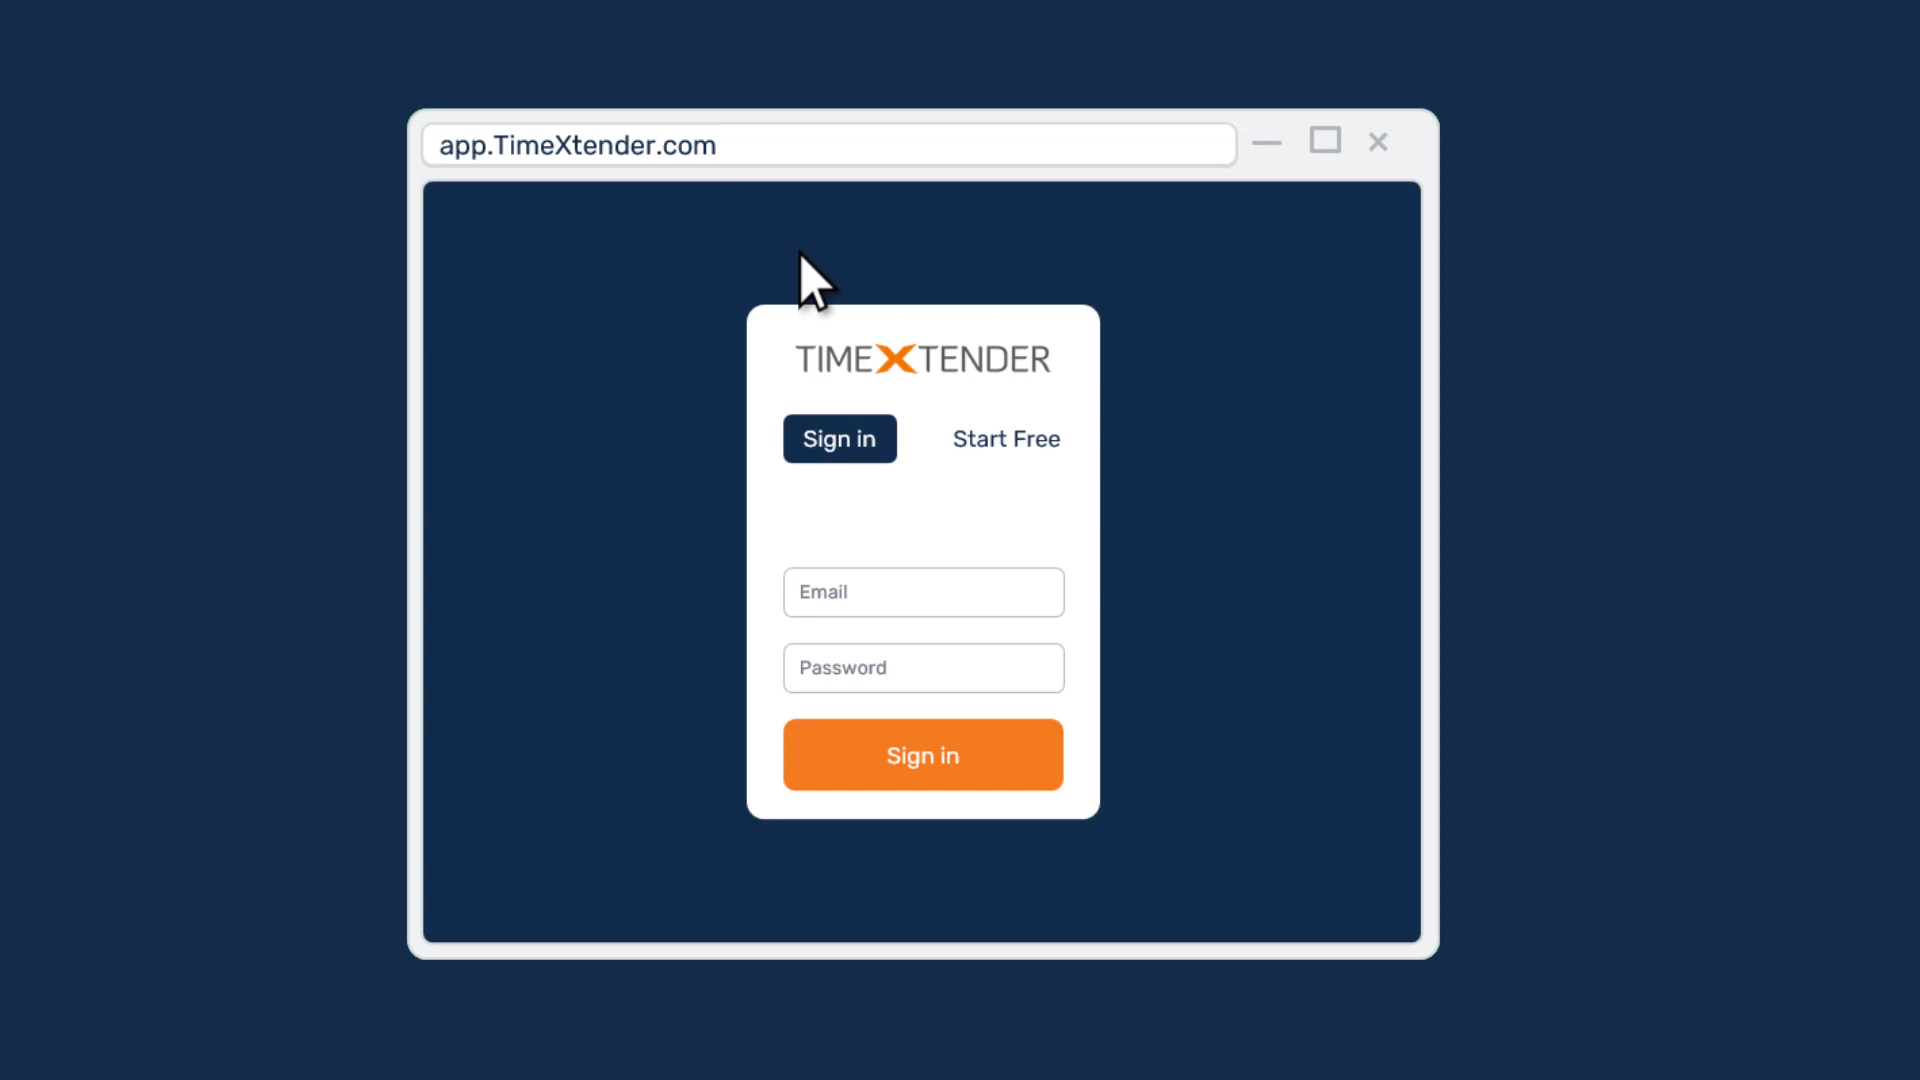 app.TimeXtender.com
TIMEXTENDER
Sign in
Start Free
Email
Password
Sign in